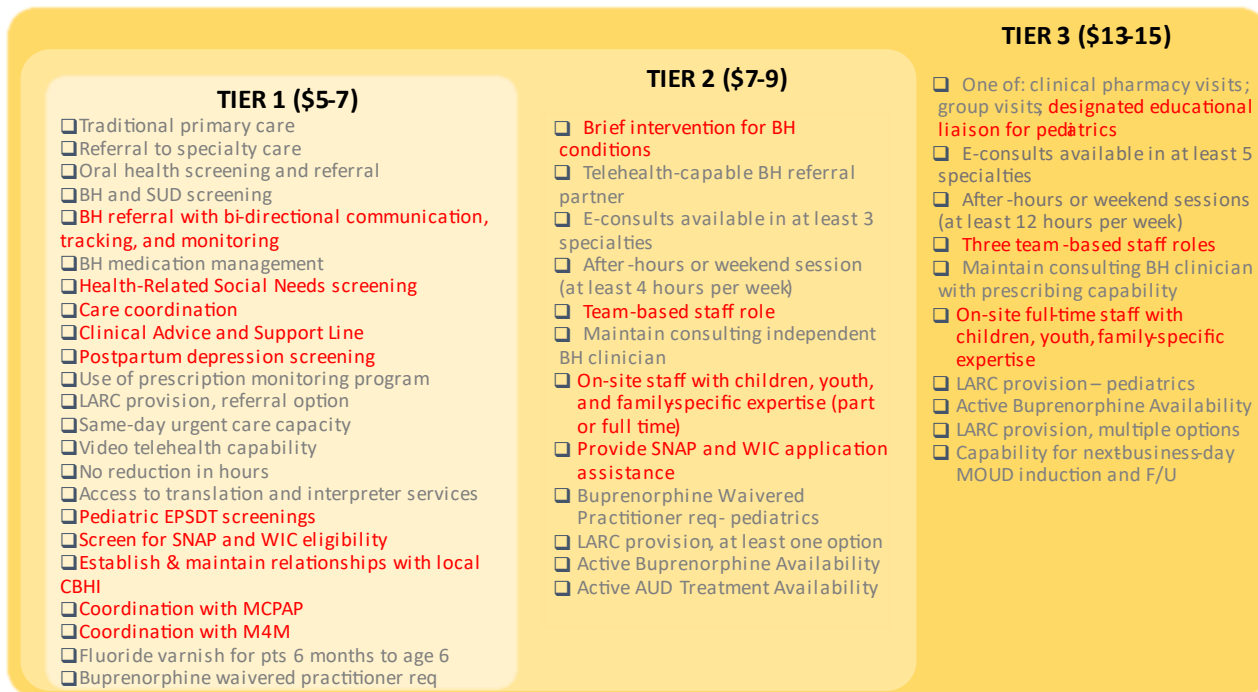 TIER 1 ($5-7)
Traditional primary care
Referral to specialty care
Oral health screening and referral
BH and SUD screening
BH referral with bi-directional communication,
tracking, and monitoring
BH medication management
Health-Related Social Needs screening
Care coordination
Clinical Advice and Support Line
Postpartum depression screening
Use of prescription monitoring program
LARC provision, referral option
Same-day urgent care capacity
Video telehealth capability
No reduction in hours
Access to translation and interpreter services
Pediatric EPSDT screenings
Screen for SNAP and WIC eligibility
Establish & maintain relationships with local
CBHI
Coordination with MCPAP
Coordination with M4M
Fluoride varnish for pts 6 months to age 6
Buprenorphine waivered practitioner req
TIER 2 ($7-9)
Brief intervention for BH
conditions
Telehealth-capable BH referral
partner
E-consults available in at least 3
specialties
After-hours or weekend session
(at least 4 hours per week)
Team-based staff role
Maintain consulting independent
BH clinician
On-site staff with children, youth,
and family-specific expertise (part
or full time)
Provide SNAP and WIC application
assistance
Buprenorphine Waivered
Practitioner req- pediatrics
LARC provision, at least one option
Active Buprenorphine Availability
Active AUD Treatment Availability
TIER 3 ($13-15)
One of: clinical pharmacy visits;
group visits; designated educational
liaison for pediatrics
E-consults available in at least 5
specialties
After-hours or weekend sessions
(at least 12 hours per week)
Three team-based staff roles
Maintain consulting BH clinician
with prescribing capability
On-site full-time staff with
children, youth, family-specific
expertise
LARC provision – pediatrics
Active Buprenorphine Availability
LARC provision, multiple options
Capability for next-business-day
MOUD induction and F/U